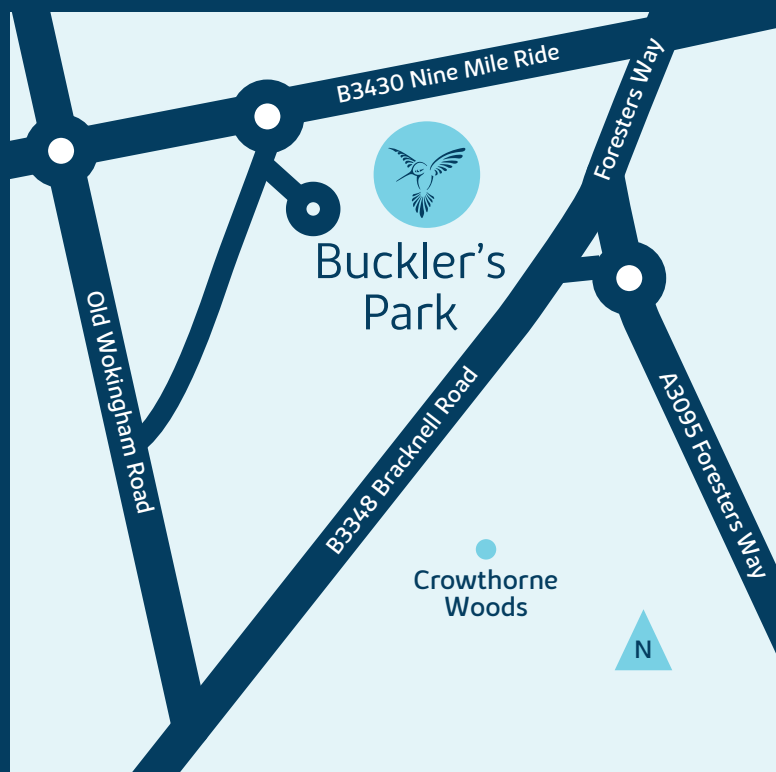 B3430 Nine Mile Ride
Foresters Way
Buckler's
Park
Old Wokingham Road
B3348 Bracknell Road
A3095 Foresters Way
Crowthorne
Woods
N